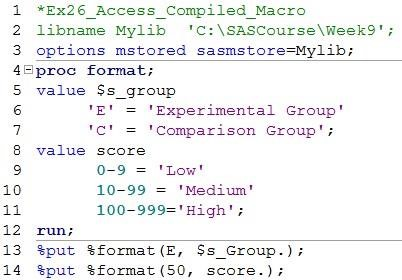 1 *Ex26_Access_Compiled_Macro
2 libname Mylib 'C:\SASCourse\Week9';
3 options mstored sasmstore=Mylib;
4 proc format;
5 value $s_group
6 'E' = 'Experimental Group'
7 'C' = 'Comparison Group';
8 value score
9 0-9 = 'Low'
10 10-99 = 'Medium'
11 100-999='High';
12 run;
13 %put %format(E, $s_Group.);
14 %put %format(50, score.);